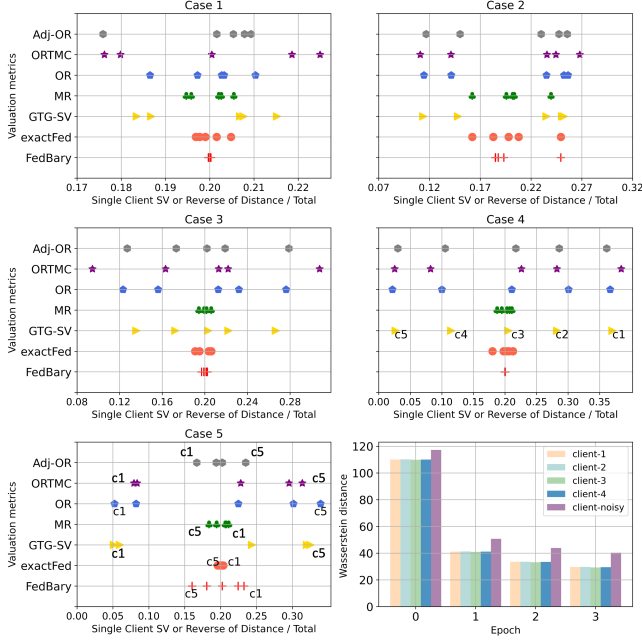 Case 1
Valuation metrics
Adj-OR
ORTMC
OR
MR
GTG-SV
exactFed
FedBary
0.17 0.18 0.19 0.20 0.21 0.22
Single Client SV or Reverse of Distance / Total
Case 2
0.07 0.12 0.17 0.22 0.27 0.32
Single Client SV or Reverse of Distance / Total
Case 3
Valuation metrics
Adj-OR
ORTMC
OR
MR
GTG-SV
exactFed
FedBary
0.08 0.12 0.16 0.20 0.24 0.28
Single Client SV or Reverse of Distance / Total
Case 4
c5 c4 c3 c2 c1
0.00 0.05 0.10 0.15 0.20 0.25 0.30 0.35
Single Client SV or Reverse of Distance / Total
Case 5
Valuation metrics
Adj-OR
ORTMC
OR
MR
GTG-SV
exactFed
FedBary
c1 c5
c1 c5
c1 c5
c5 c1
c1 c5
c5 c1
c5 c1
0.00 0.05 0.10 0.15 0.20 0.25 0.30
Single Client SV or Reverse of Distance / Total
Wasserstein distance
120
100
80
60
40
20
0
client-1
client-2
client-3
client-4
client-noisy
0 1 2 3
Epoch